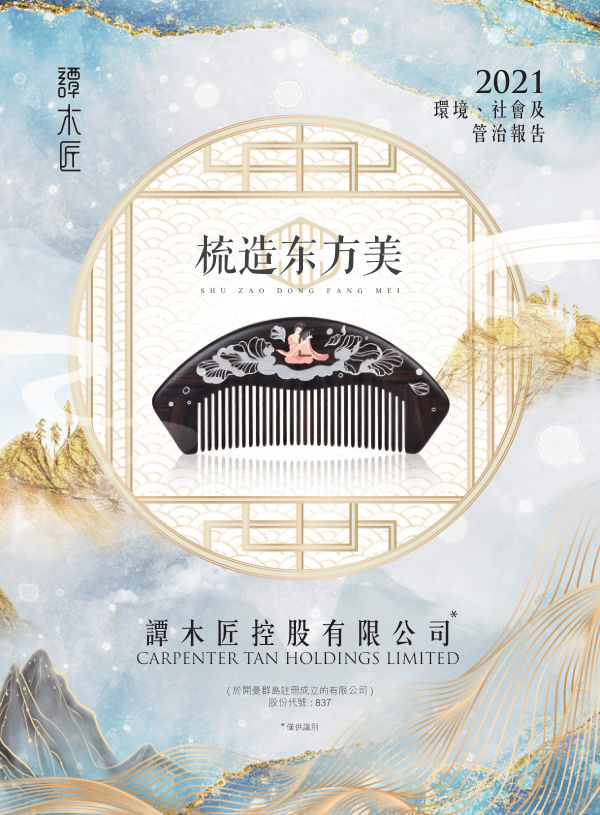 譚木匠
2021
環境、社會及
管治報告
梳造东方美
SHU ZAO DONG FANG MEI
譚木匠控股有限公司*
CARPENTER TAN HOLDINGS LIMITED
(於開曼群島註冊成立的有限公司)
股份代號：837
*僅供識別